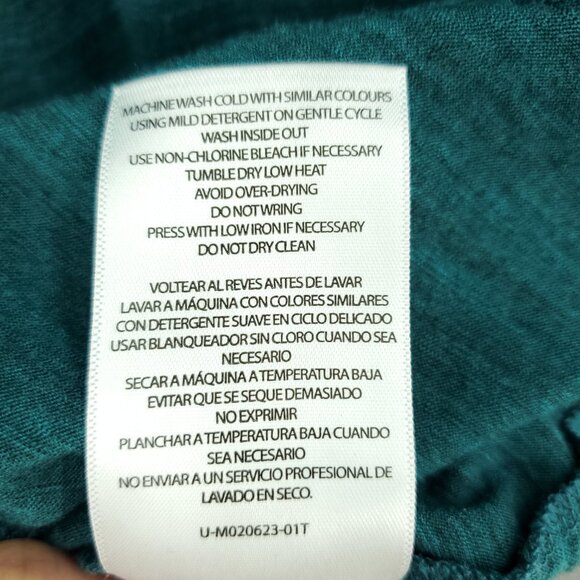 MACHINE WASH COLD WITH SIMILAR COLOURS
USING MILD DETERGENT ON GENTLE CYCLE
WASH INSIDE OUT
USE NON-CHLORINE BLEACH IF NECESSARY
TUMBLE DRY LOW HEAT
AVOID OVER-DRYING
DO NOT WRING
PRESS WITH LOW IRON IF NECESSARY
DO NOT DRY CLEAN
VOLTEAR AL REVES ANTES DE LAVAR
LAVAR A MÁQUINA CON COLORES SIMILARES
CON DETERGENTE SUAVE EN CICLO DELICADO
USAR BLANQUEADOR SIN CLORO CUANDO SEA
NECESARIO
SECAR A MÁQUINA A TEMPERATURA BAJA
EVITAR QUE SE SEQUE DEMASIADO
NO EXPRIMIR
PLANCHAR A TEMPERATURA BAJA CUANDO
SEA NECESARIO
NO ENVIAR A UN SERVICIO PROFESIONAL DE
LAVADO EN SECO.
U-M020623-01T